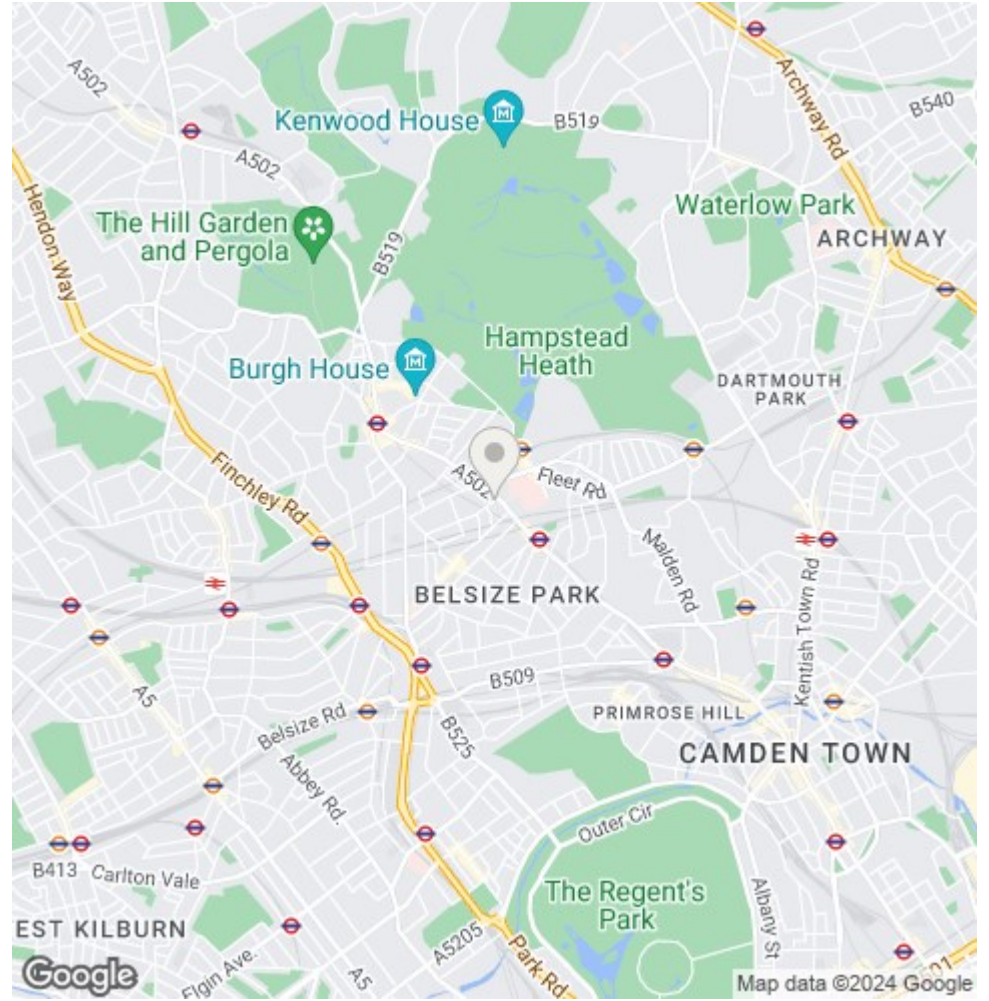 A502
Kenwood House
B519
Archway Rd
B540
A502
Hendon Way
The Hill Garden
and Pergola
B519
Waterlow Park
ARCHWAY
Hampstead
Heath
Burgh House
DARTMOUTH
PARK
Finchley Rd
A502
Fleet Rd
Malden Rd
BELSIZE PARK
Kentish Town Rd
A5
B509
Belsize Rd
B525
PRIMROSE HILL
CAMDEN TOWN
Abbey Rd.
Outer Cir
B413
Carlton Vale
The Regent's
Park
Albany St
EST KILBURN
A5205
Park Rd
501
Elgin Ave.
A5
Google
Map data ©2024 Google